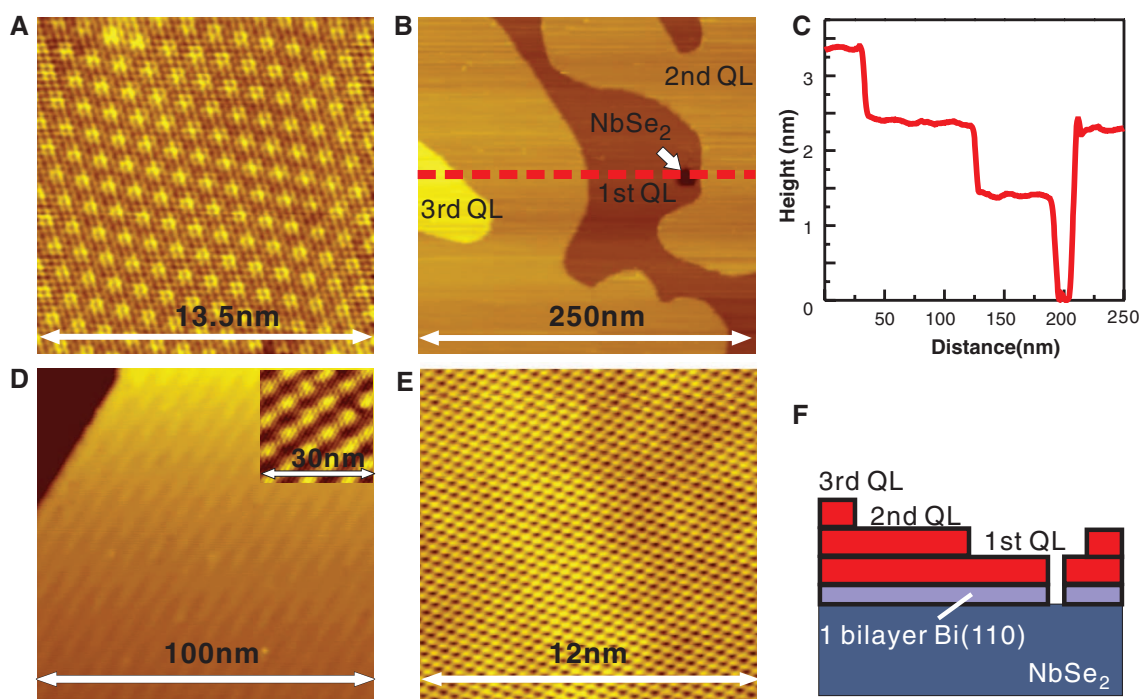 A
13.5nm
B
2nd QL
NbSe₂
1st QL
3rd QL
250nm
C
Height (nm)
3
2
1
0
50 100 150 200 250
Distance(nm)
D
30nm
100nm
E
12nm
F
3rd QL
2nd QL
1st QL
1 bilayer Bi(110)
NbSe₂